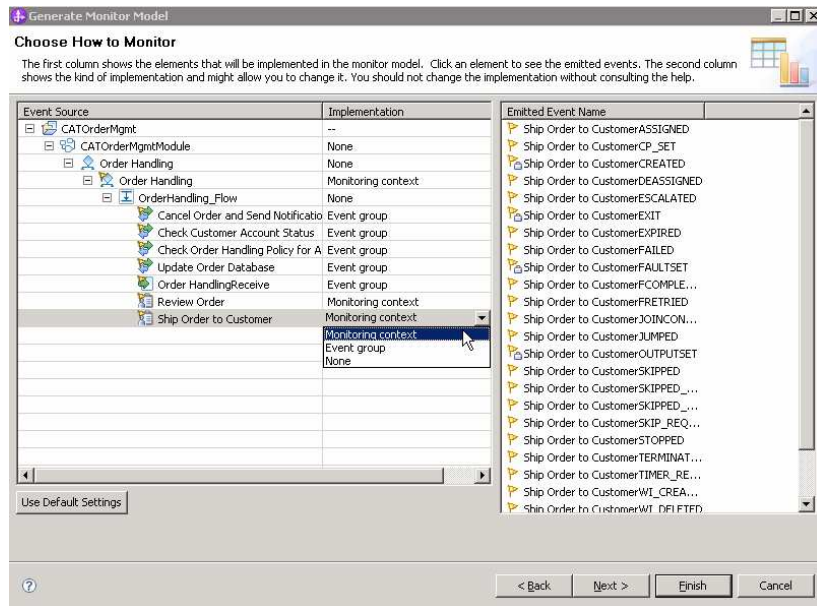 Generate Monitor Model
Choose How to Monitor
The first column shows the elements that will be implemented in the monitor model. Click an element to see the emitted events. The second column
shows the kind of implementation and might allow you to change it. You should not change the implementation without consulting the help.
Event Source Implementation
CATOrderMgmt --
CATOrderMgmtModule None
Order Handling None
Order Handling Monitoring context
OrderHandling_Flow None
Cancel Order and Send Notificatio Event group
Check Customer Account Status Event group
Check Order Handling Policy for A Event group
Update Order Database Event group
Order HandlingReceive Event group
Review Order Monitoring context
Ship Order to Customer Monitoring context
Monitoring context
Event group
None
Use Default Settings
Emitted Event Name
Ship Order to CustomerASSIGNED
Ship Order to CustomerCP_SET
Ship Order to CustomerCREATED
Ship Order to CustomerDEASSIGNED
Ship Order to CustomerESCALATED
Ship Order to CustomerEXIT
Ship Order to CustomerEXPIRED
Ship Order to CustomerFAILED
Ship Order to CustomerFAULTSET
Ship Order to CustomerFCOMPLE...
Ship Order to CustomerFRETRIED
Ship Order to CustomerJOINCON...
Ship Order to CustomerJUMPED
Ship Order to CustomerOUTPUTSET
Ship Order to CustomerSKIPPED
Ship Order to CustomerSKIPPED_...
Ship Order to CustomerSKIPPED_...
Ship Order to CustomerSKIP_REQ...
Ship Order to CustomerSTOPPED
Ship Order to CustomerTERMINAT...
Ship Order to CustomerTIMER_RE...
Ship Order to CustomerWI_CREA...
Ship Order to CustomerWI_DELETED
< Back Next > Finish Cancel